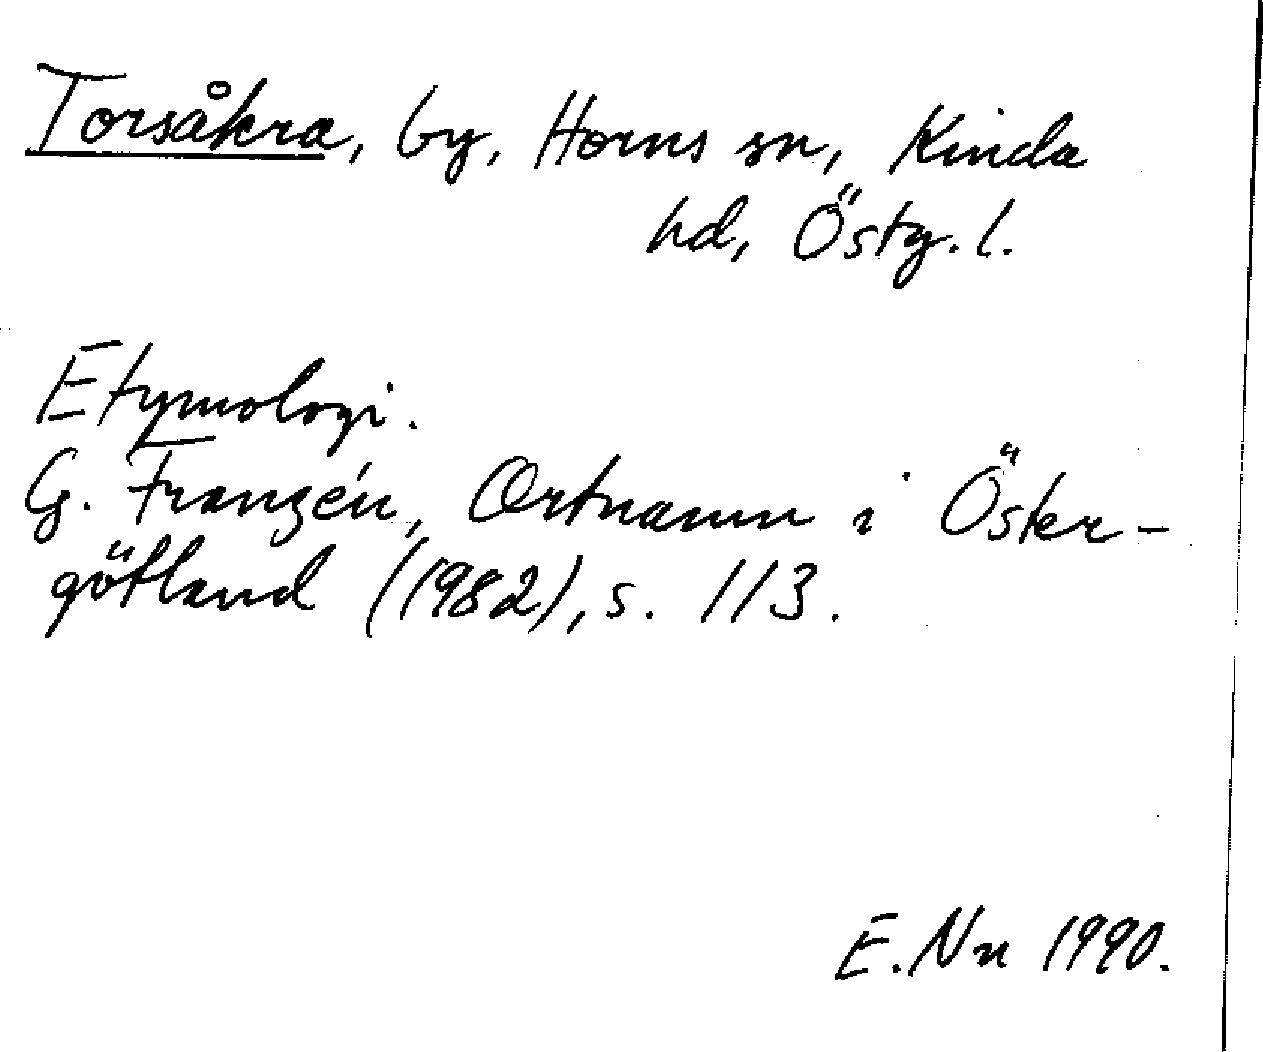 Torsåkra, by, Horns sn, Kinda
hd, Östg. l.
Etymologi.
G. Franzén, Ortnamn i Öster-
götland (1982), s. 113.
E. Nn 1990.